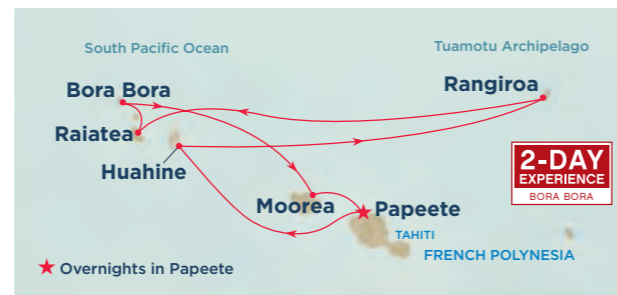 South Pacific Ocean
Tuamotu Archipelago
Bora Bora
Rangiroa
Raiatea
Huahine
2-DAY
EXPERIENCE
BORA BORA
Moorea
Papeete
TAHITI
FRENCH POLYNESIA
★ Overnights in Papeete